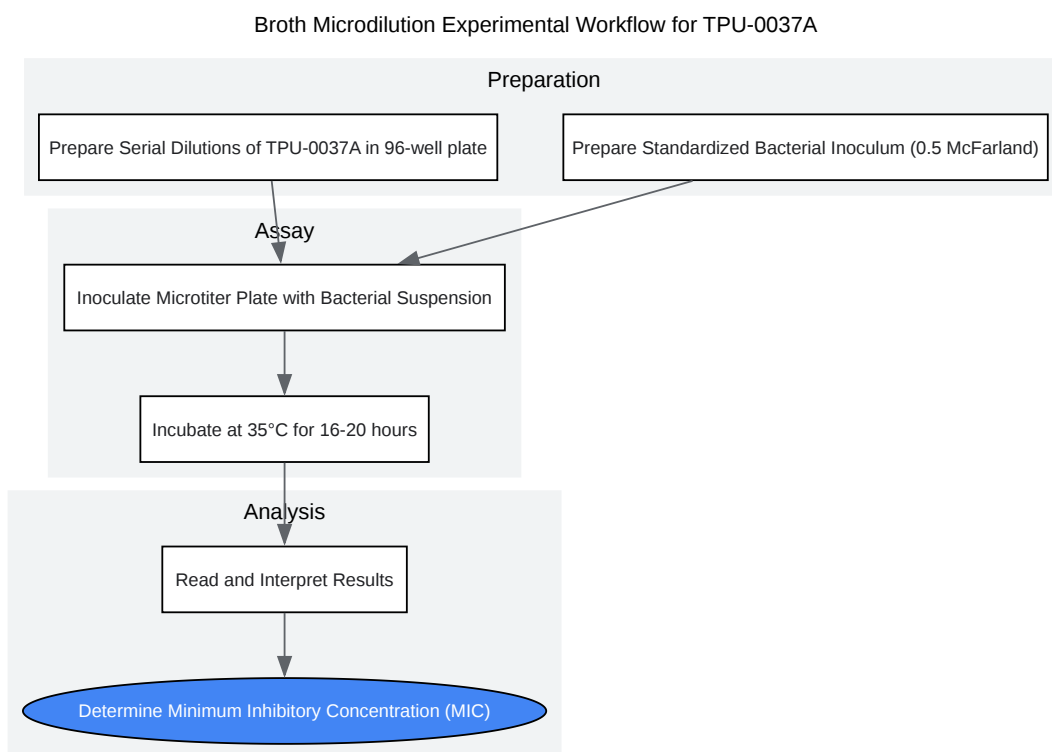 Broth Microdilution Experimental Workflow for TPU-0037A
Preparation
Prepare Serial Dilutions of TPU-0037A in 96-well plate
Prepare Standardized Bacterial Inoculum (0.5 McFarland)
Assay
Inoculate Microtiter Plate with Bacterial Suspension
Incubate at 35°C for 16-20 hours
Analysis
Read and Interpret Results
Determine Minimum Inhibitory Concentration (MIC)